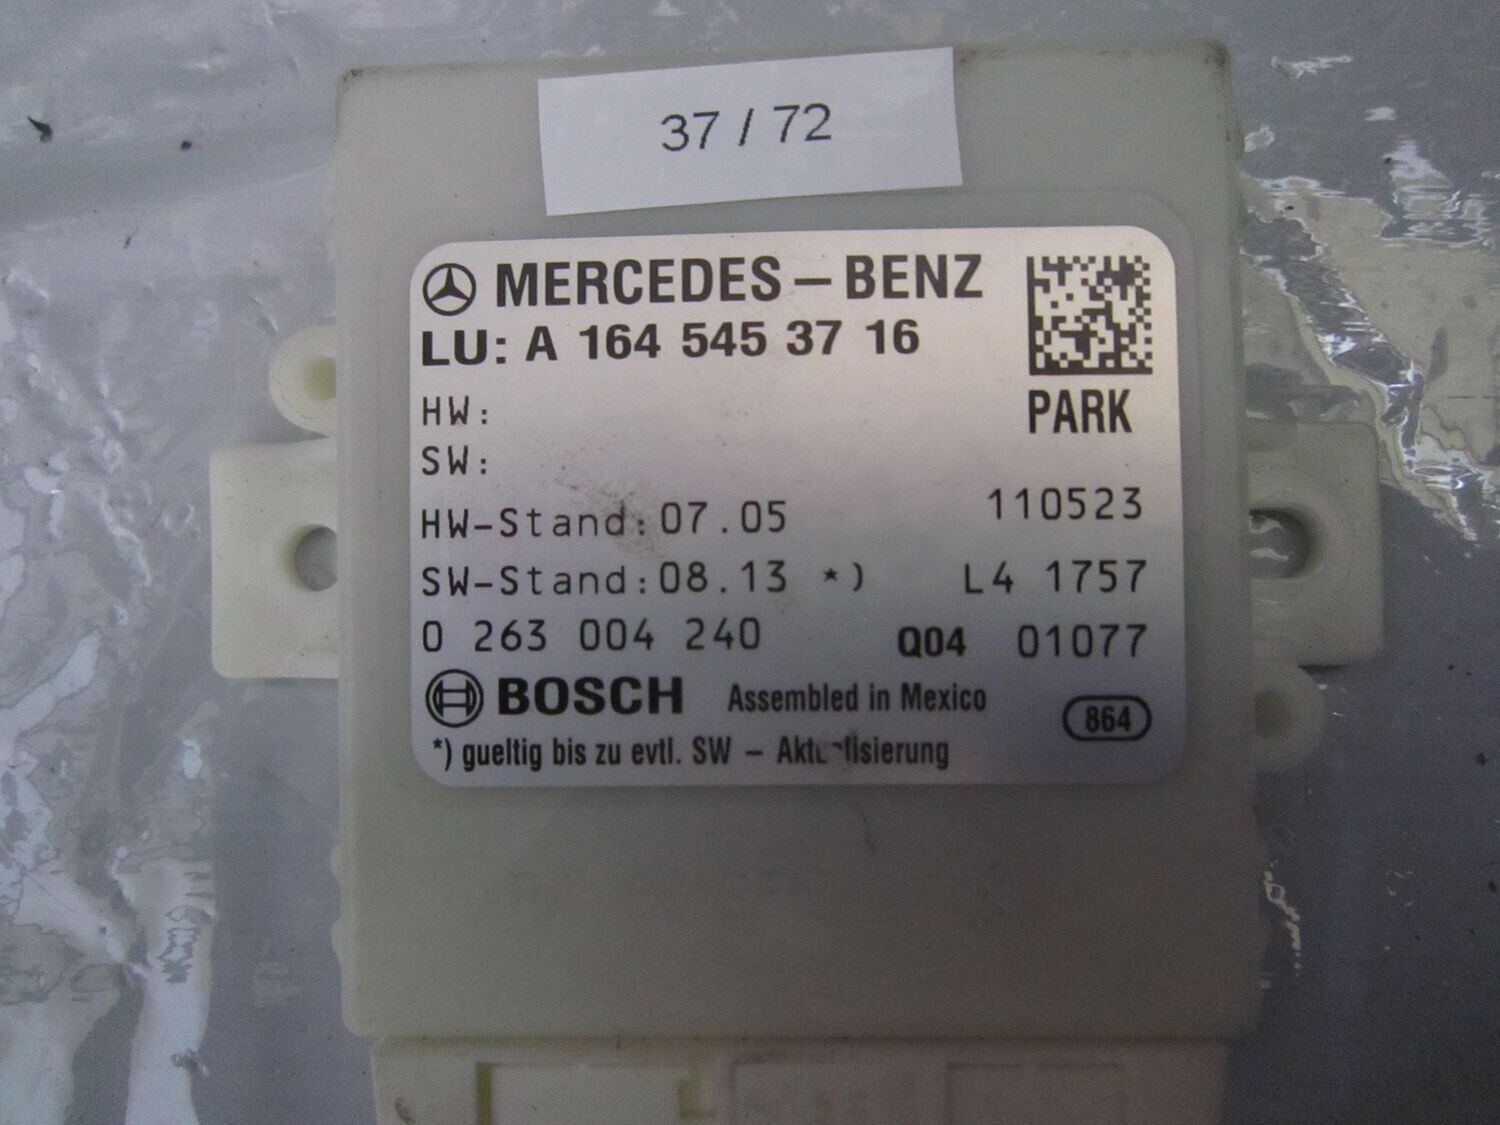 37 / 72
MERCEDES – BENZ
LU: A 164 545 37 16
HW:
PARK
SW:
HW-Stand: 07.05 110523
SW-Stand: 08.13 *) L4 1757
0 263 004 240 Q04 01077
BOSCH Assembled in Mexico 864
*) gueltig bis zu evtl. SW –